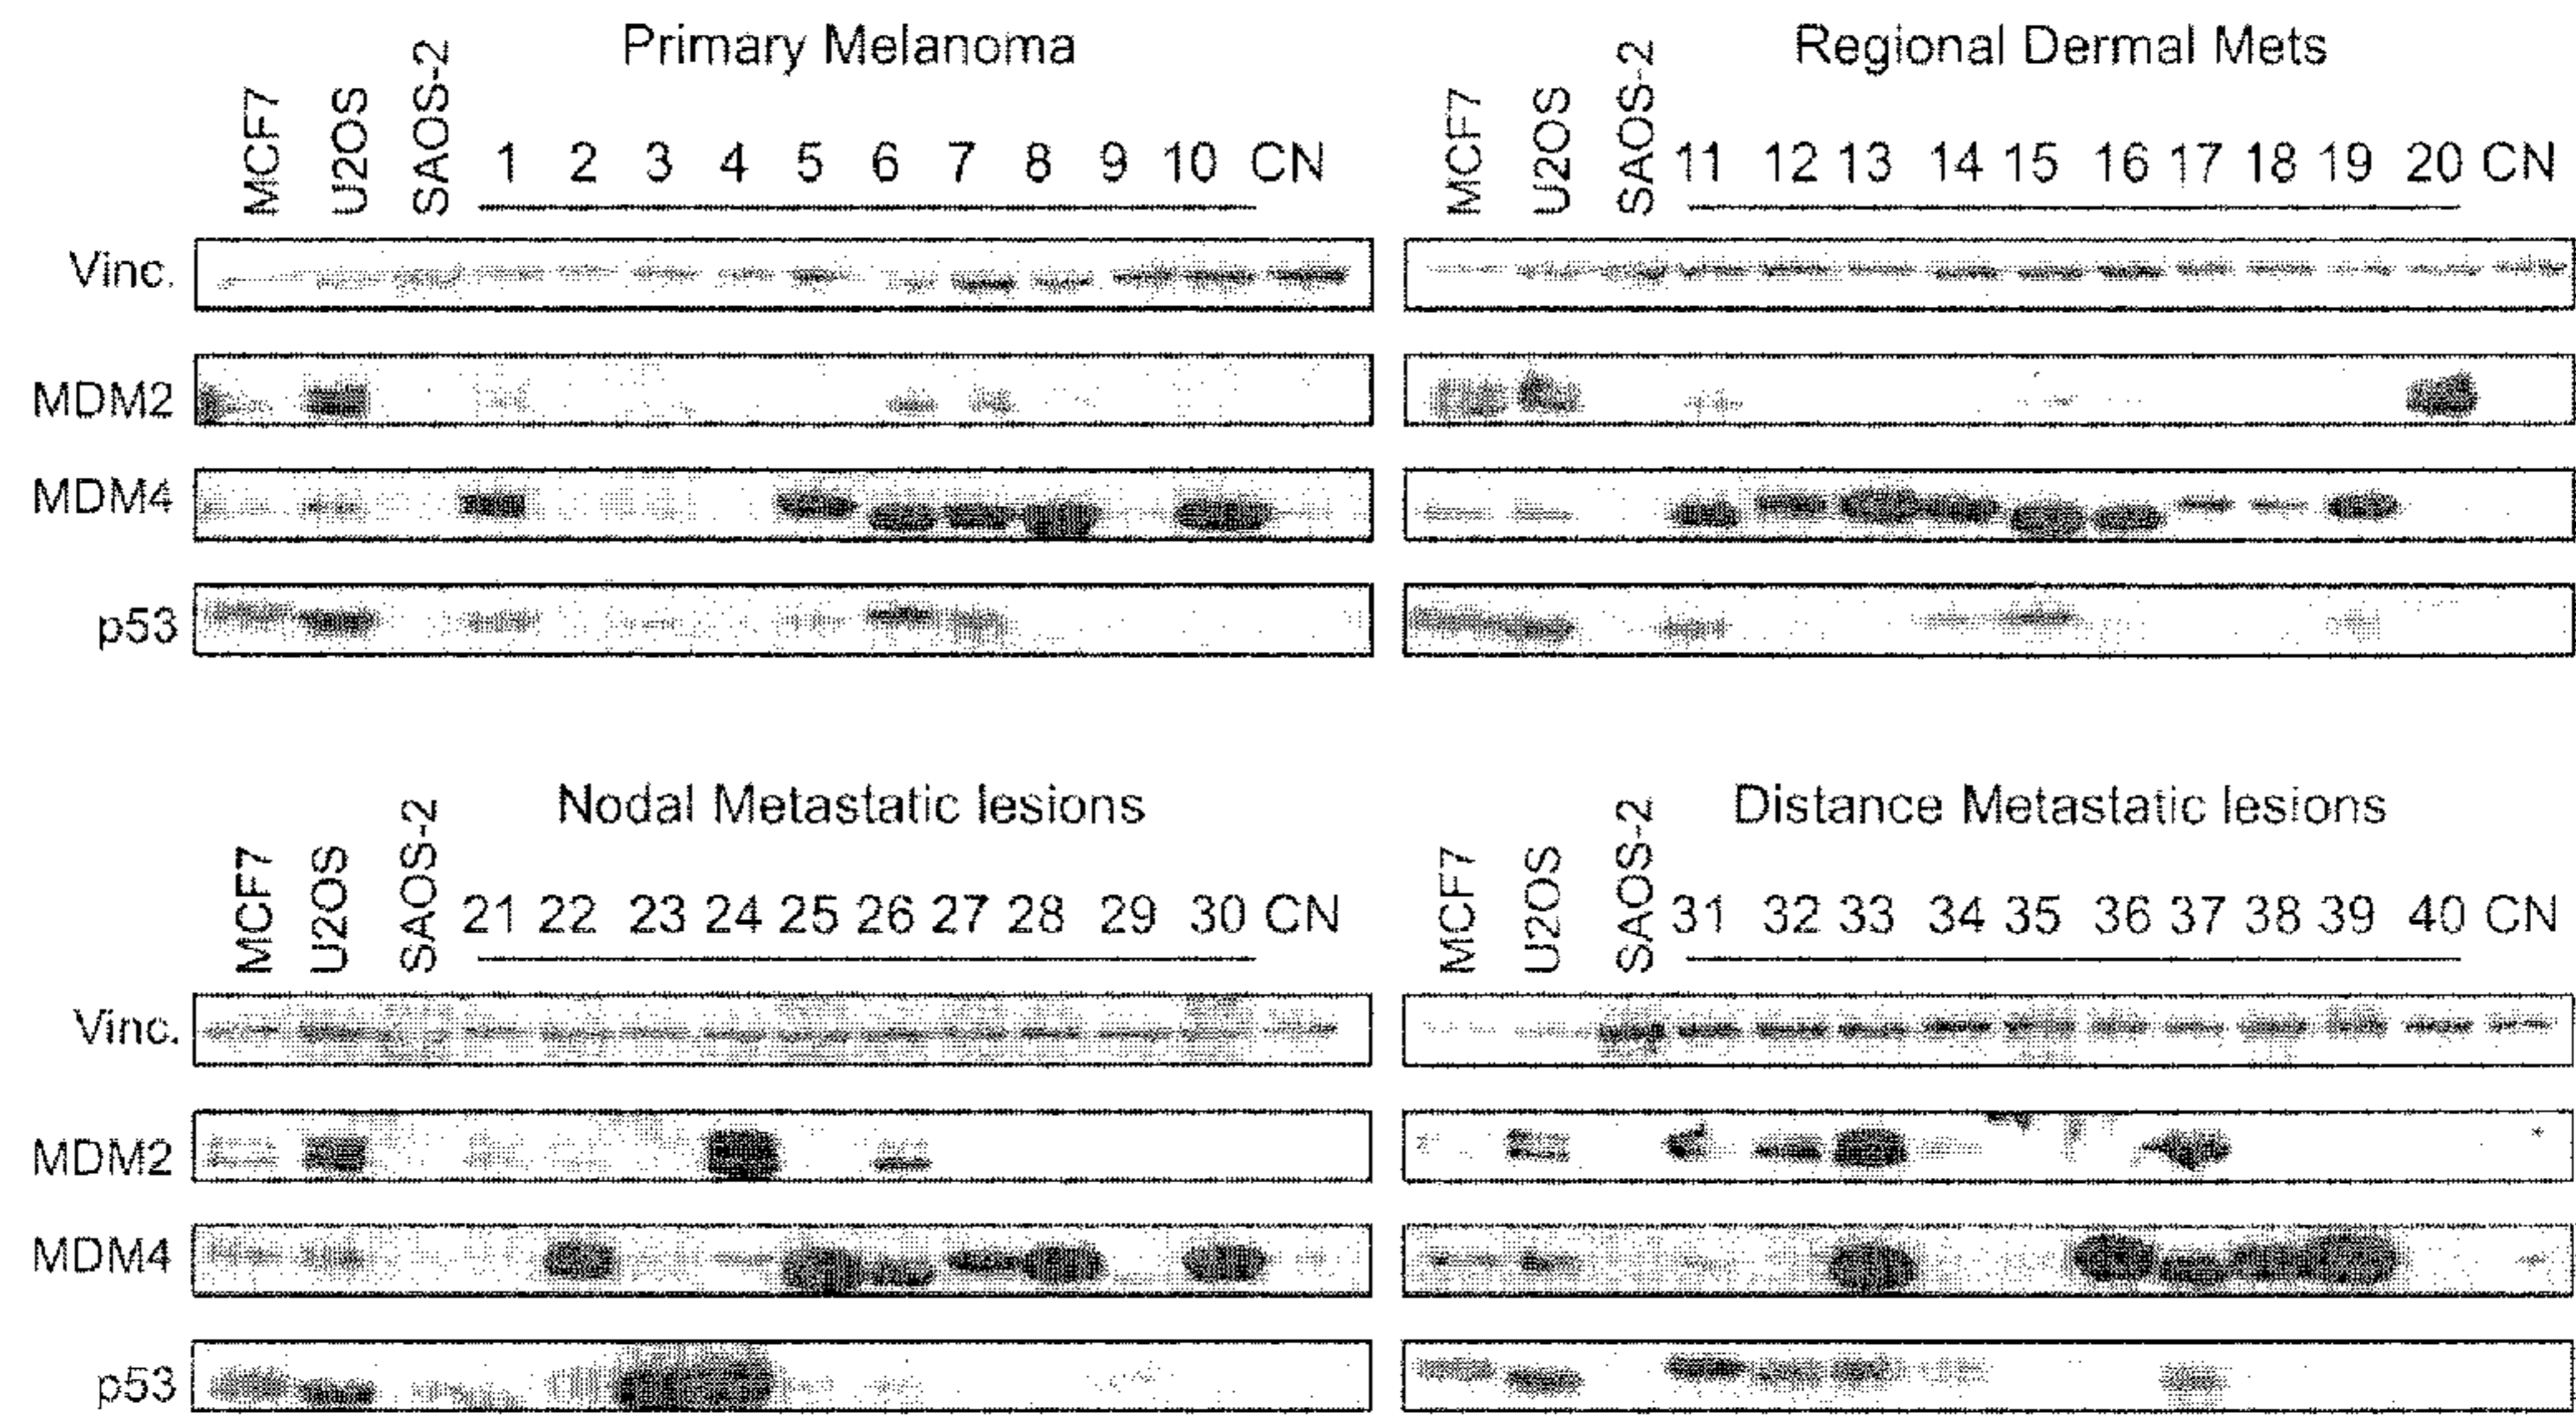 Primary Melanoma
MCF7 U2OS SAOS-2 1 2 3 4 5 6 7 8 9 10 CN
Vinc.
MDM2
MDM4
p53
Regional Dermal Mets
MCF7 U2OS SAOS-2 11 12 13 14 15 16 17 18 19 20 CN
Nodal Metastatic lesions
MCF7 U2OS SAOS-2 21 22 23 24 25 26 27 28 29 30 CN
Vinc.
MDM2
MDM4
p53
Distance Metastatic lesions
MCF7 U2OS SAOS-2 31 32 33 34 35 36 37 38 39 40 CN